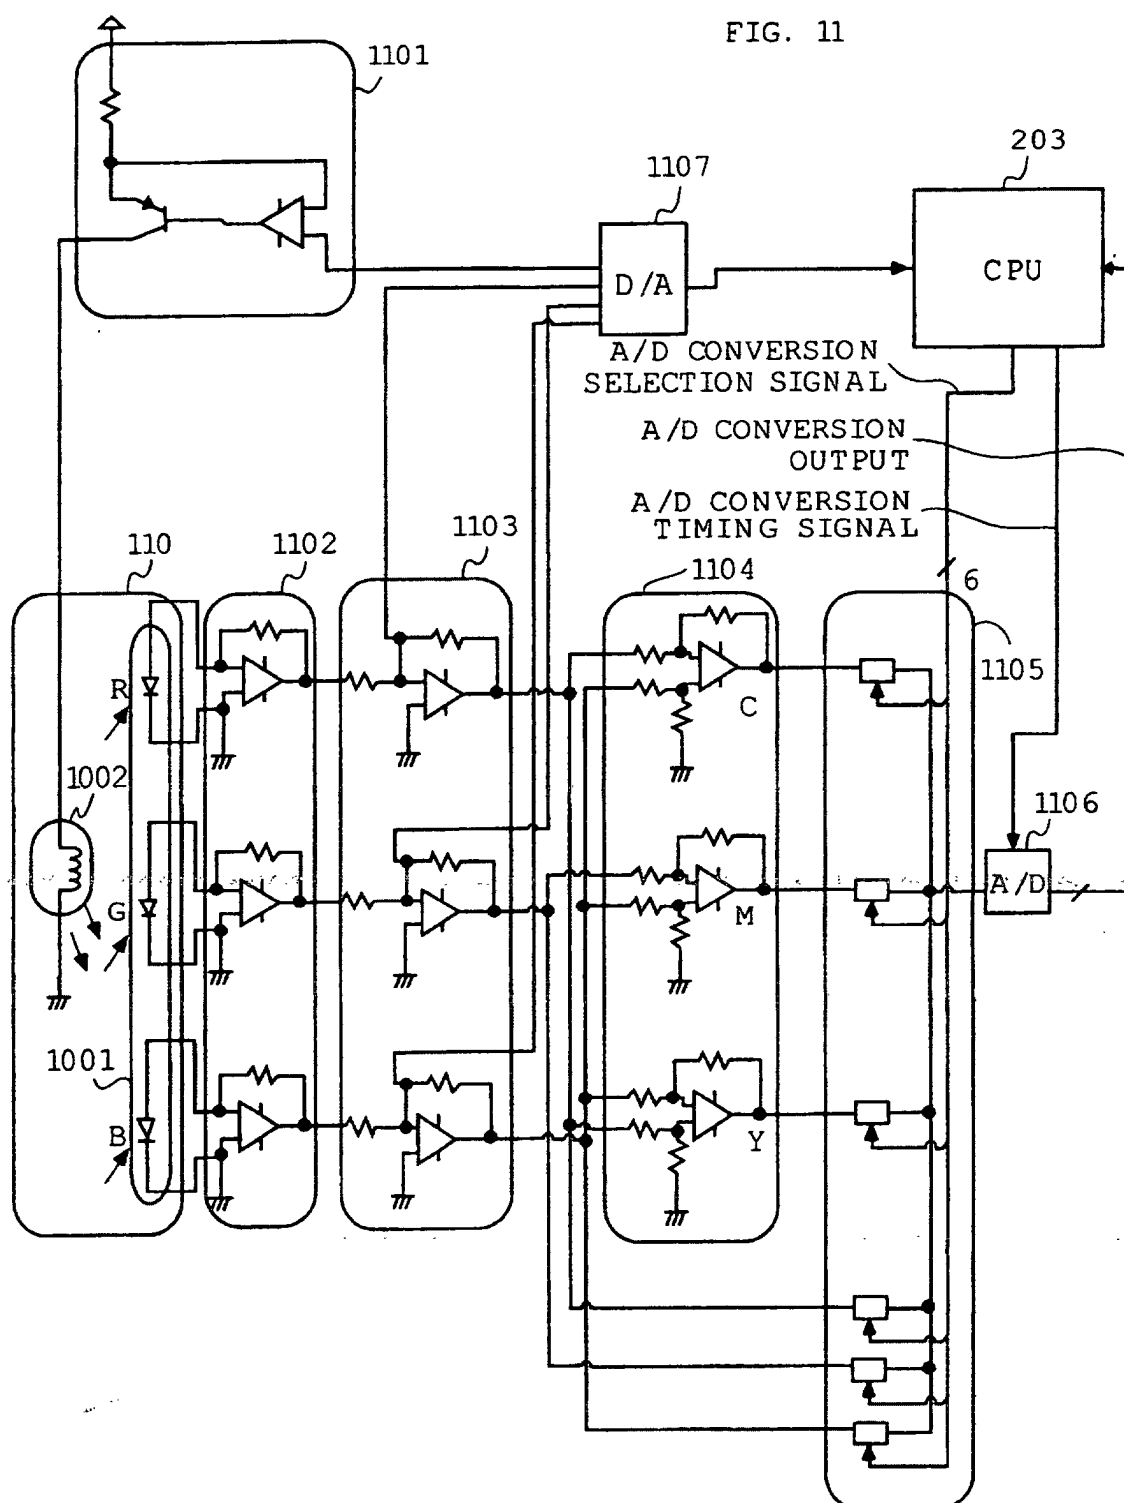 FIG. 11
1101
1107
203
D/A
CPU
A/D CONVERSION
SELECTION SIGNAL
A/D CONVERSION
OUTPUT
A/D CONVERSION
TIMING SIGNAL
110
1102
1103
1104
6
1105
R
C
1002
1106
G
M
A/D
1001
B
Y